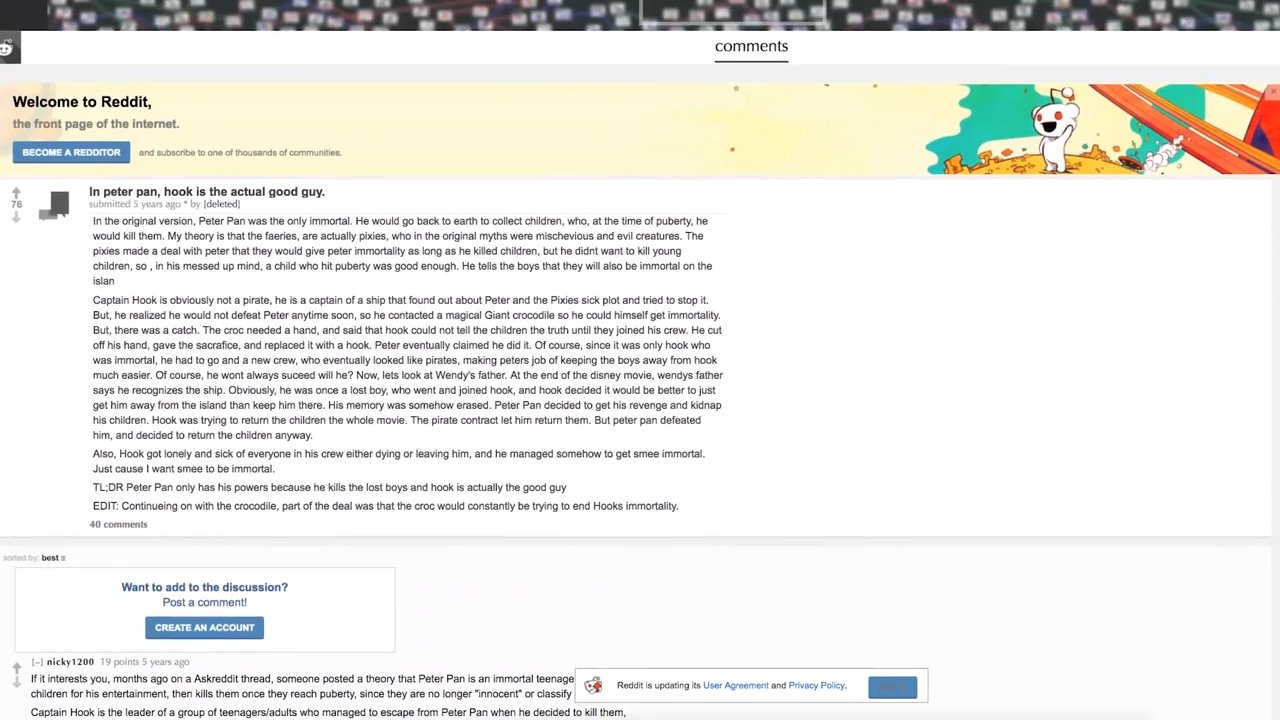 comments
Welcome to Reddit,
the front page of the internet.
BECOME A REDDITOR and subscribe to one of thousands of communities.
In peter pan, hook is the actual good guy.
76
submitted 5 years ago * by [deleted]
In the original version, Peter Pan was the only immortal. He would go back to earth to collect children, who, at the time of puberty, he
would kill them. My theory is that the faeries, are actually pixies, who in the original myths were mischevious and evil creatures. The
pixies made a deal with peter that they would give peter immortality as long as he killed children, but he didnt want to kill young
children, so , in his messed up mind, a child who hit puberty was good enough. He tells the boys that they will also be immortal on the
islan
Captain Hook is obviously not a pirate, he is a captain of a ship that found out about Peter and the Pixies sick plot and tried to stop it.
But, he realized he would not defeat Peter anytime soon, so he contacted a magical Giant crocodile so he could himself get immortality.
But, there was a catch. The croc needed a hand, and said that hook could not tell the children the truth until they joined his crew. He cut
off his hand, gave the sacrafice, and replaced it with a hook. Peter eventually claimed he did it. Of course, since it was only hook who
was immortal, he had to go and a new crew, who eventually looked like pirates, making peters job of keeping the boys away from hook
much easier. Of course, he wont always suceed will he? Now, lets look at Wendy's father. At the end of the disney movie, wendys father
says he recognizes the ship. Obviously, he was once a lost boy, who went and joined hook, and hook decided it would be better to just
get him away from the island than keep him there. His memory was somehow erased. Peter Pan decided to get his revenge and kidnap
his children. Hook was trying to return the children the whole movie. The pirate contract let him return them. But peter pan defeated
him, and decided to return the children anyway.
Also, Hook got lonely and sick of everyone in his crew either dying or leaving him, and he managed somehow to get smee immortal.
Just cause I want smee to be immortal.
TL;DR Peter Pan only has his powers because he kills the lost boys and hook is actually the good guy
EDIT: Continueing on with the crocodile, part of the deal was that the croc would constantly be trying to end Hooks immortality.
40 comments
sorted by: best
Want to add to the discussion?
Post a comment!
CREATE AN ACCOUNT
[–] nicky1200 19 points 5 years ago
If it interests you, months ago on a Askreddit thread, someone posted a theory that Peter Pan is an immortal teenage
children for his entertainment, then kills them once they reach puberty, since they are no longer "innocent" or classify
Captain Hook is the leader of a group of teenagers/adults who managed to escape from Peter Pan when he decided to kill them,
Reddit is updating its User Agreement and Privacy Policy.